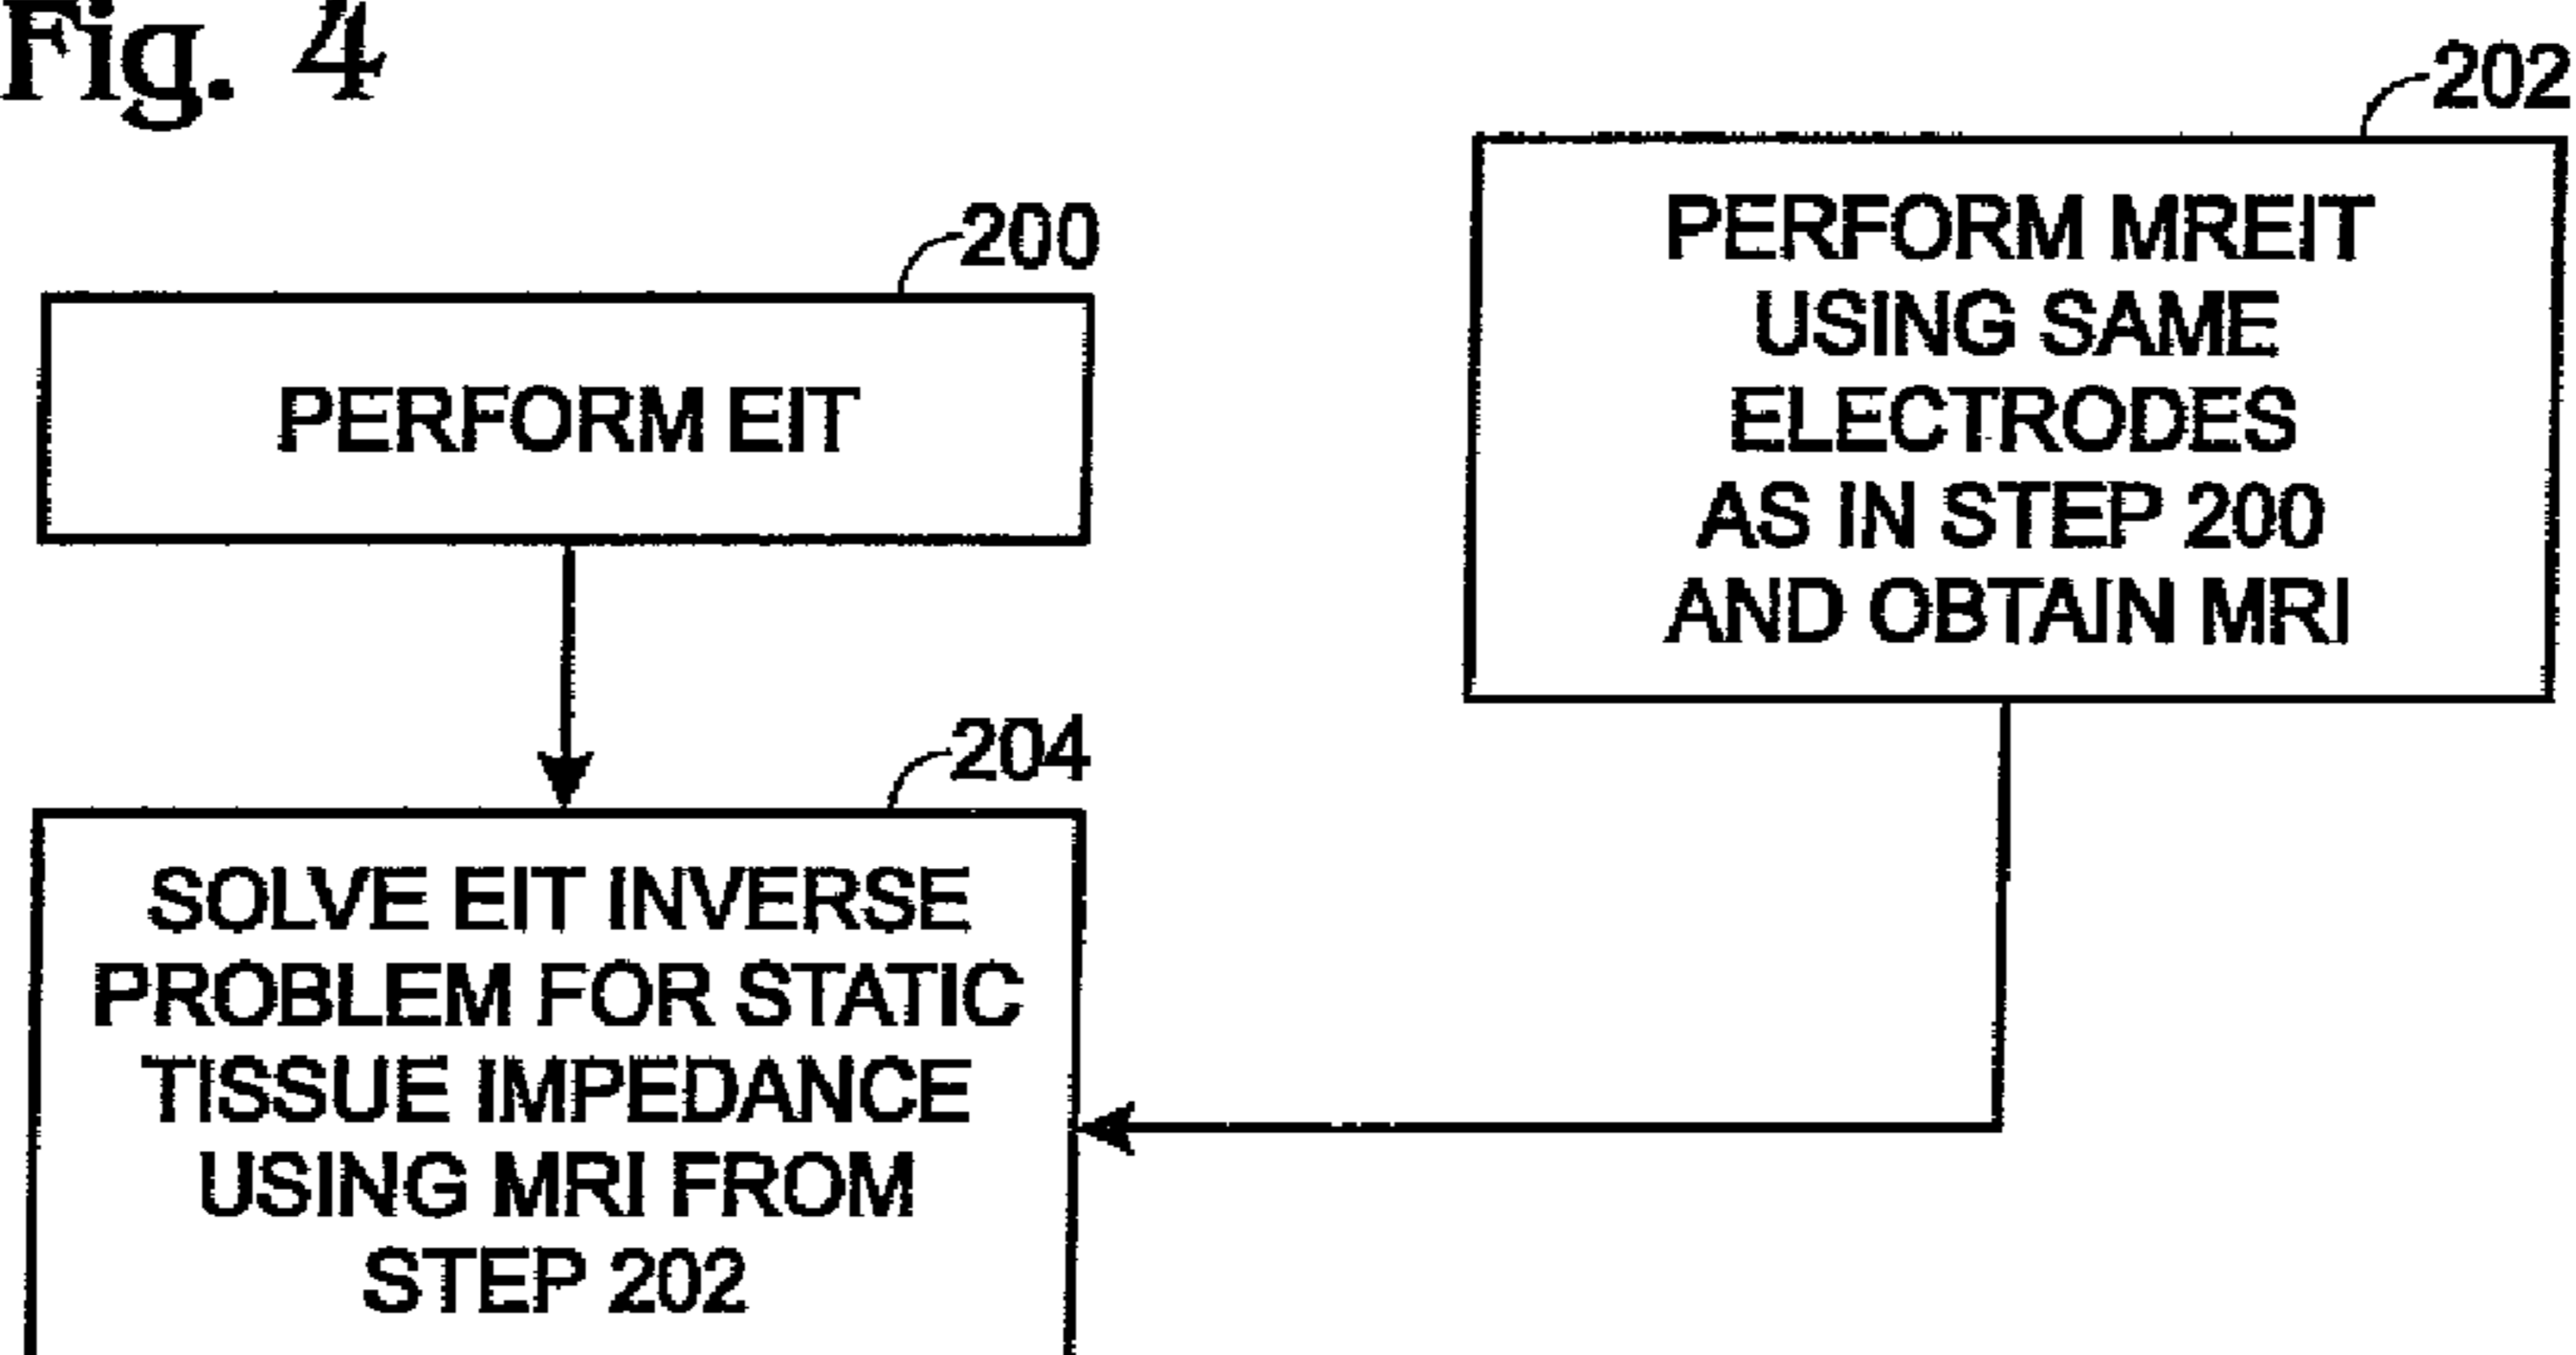 Fig. 4
202
PERFORM MREIT
USING SAME
ELECTRODES
AS IN STEP 200
AND OBTAIN MRI
200
PERFORM EIT
204
SOLVE EIT INVERSE
PROBLEM FOR STATIC
TISSUE IMPEDANCE
USING MRI FROM
STEP 202